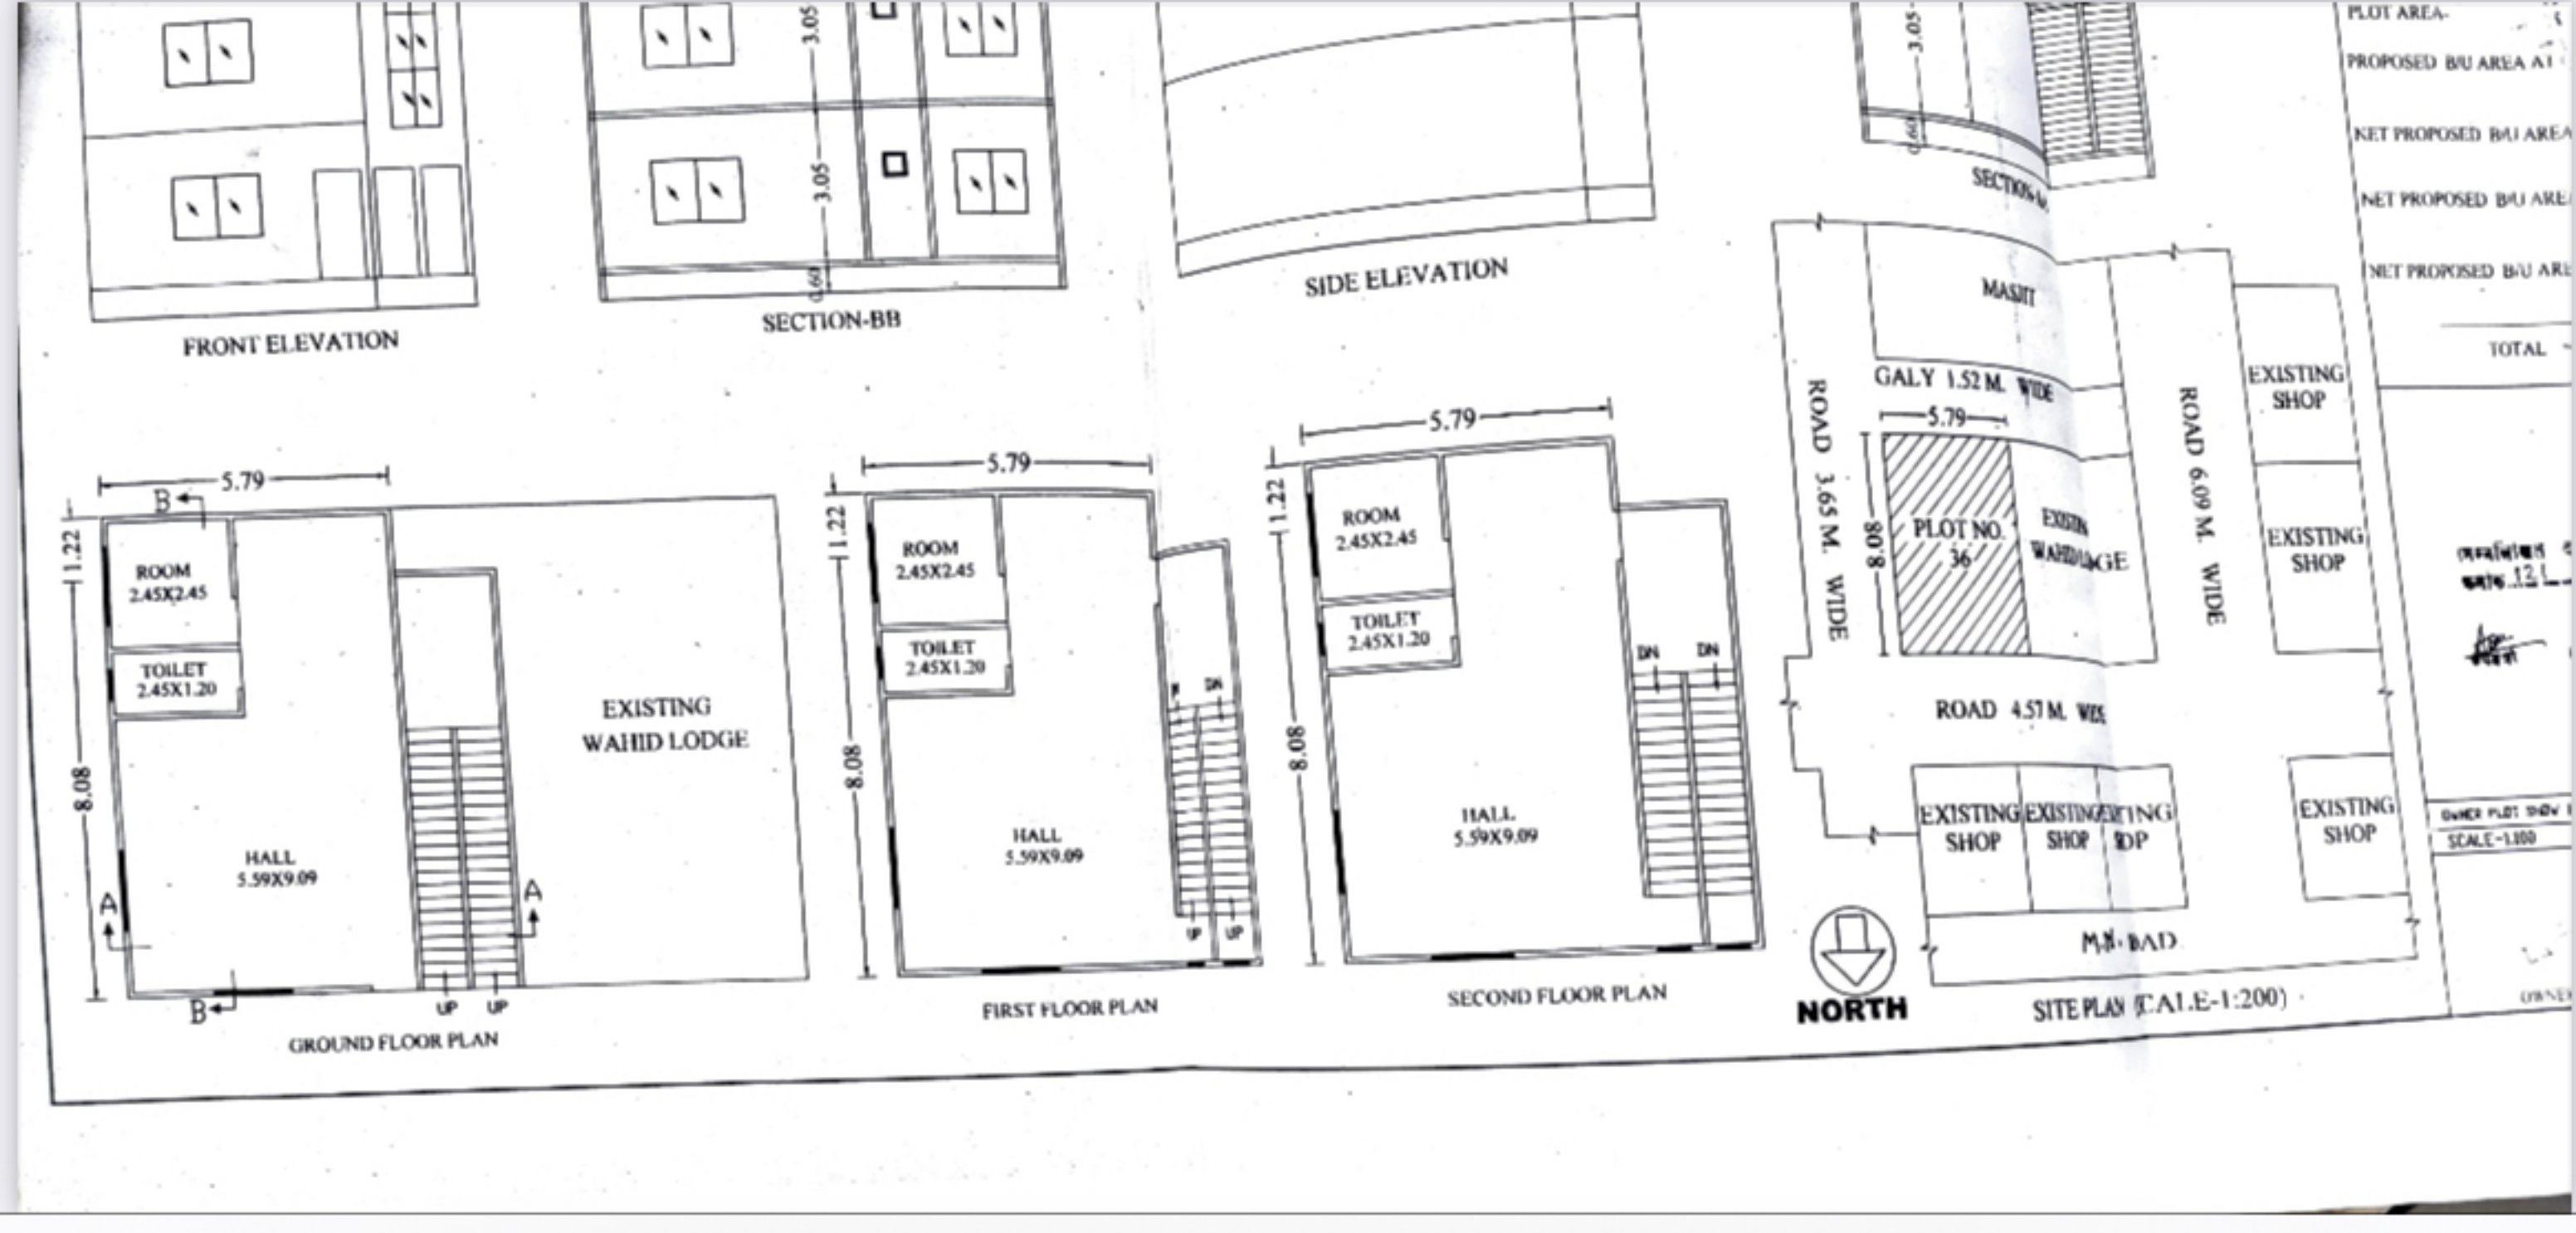 3.05
3.05
0.60
FRONT ELEVATION
SECTION-BB
SIDE ELEVATION
3.05
0.60
PLOT AREA-
PROPOSED B/U AREA AT
NET PROPOSED B/U AREA
NET PROPOSED B/U AREA
NET PROPOSED B/U
TOTAL
5.79
B
1.22
ROOM
2.45X2.45
TOILET
2.45X1.20
8.08
HALL
5.59X9.09
A
A
B
UP UP
EXISTING
WAHID LODGE
GROUND FLOOR PLAN
5.79
1.22
ROOM
2.45X2.45
TOILET
2.45X1.20
DN
8.08
HALL
5.59X9.09
UP UP
FIRST FLOOR PLAN
5.79
1.22
ROOM
2.45X2.45
TOILET
2.45X1.20
DN DN
8.08
HALL
5.59X9.09
SECOND FLOOR PLAN
MASJIT
GALY 1.52 M. WIDE
ROAD 3.65 M. WIDE
5.79
8.08
PLOT NO.
36
ROAD 6.09 M. WIDE
EXISTING
SHOP
EXISTING
SHOP
ROAD 4.57 M.
EXISTING
SHOP
EXISTING
SHOP
EXISTING
SHOP
NORTH
SITE PLAN
OWNER PLOT SHOW
SCALE-1:100